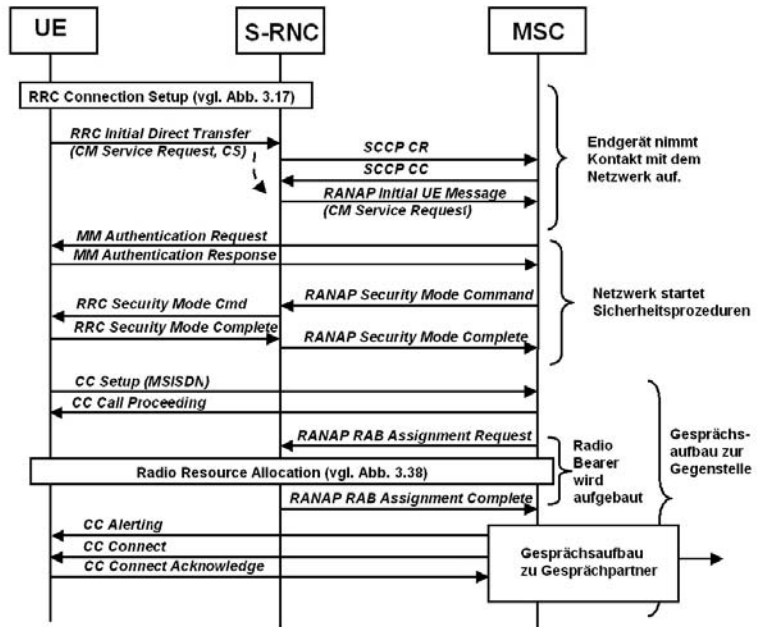 UE
S-RNC
MSC
RRC Connection Setup (vgl. Abb. 3.17)
RRC Initial Direct Transfer
(CM Service Request, CS)
SCCP CR
SCCP CC
RANAP Initial UE Message
(CM Service Request)
Endgerät nimmt
Kontakt mit dem
Netzwerk auf.
MM Authentication Request
MM Authentication Response
RANAP Security Mode Command
RRC Security Mode Cmd
RRC Security Mode Complete
RANAP Security Mode Complete
Netzwerk startet
Sicherheitsprozeduren
CC Setup (MSISDN)
CC Call Proceeding
RANAP RAB Assignment Request
Radio Resource Allocation (vgl. Abb. 3.38)
RANAP RAB Assignment Complete
Radio
Bearer
wird
aufgebaut
Gesprächs-
aufbau zur
Gegenstelle
CC Alerting
CC Connect
CC Connect Acknowledge
Gesprächsaufbau
zu Gesprächpartner